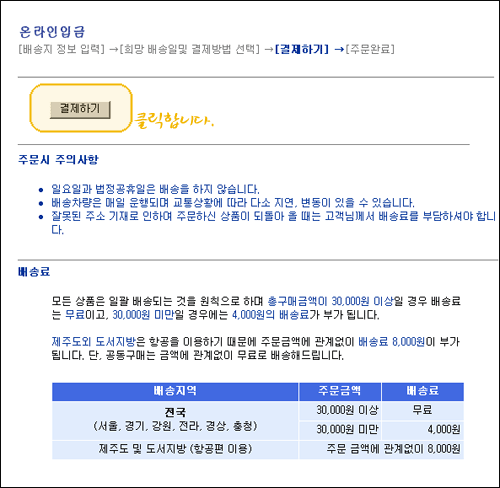 온라인입금
[배송지 정보 입력] →[희망 배송일및 결제방법 선택] →[결제하기] →[주문완료]
결제하기
클릭합니다.
주문시 주의사항
● 일요일과 법정공휴일은 배송을 하지 않습니다.
● 배송차량은 매일 운행되며 교통상황에 따라 다소 지연, 변동이 있을 수 있습니다.
● 잘못된 주소 기재로 인하여 주문하신 상품이 되돌아 올 때는 고객님께서 배송료를 부담하셔야 합니
다.
배송료
모든 상품은 일괄 배송되는 것을 원칙으로 하며 총구매금액이 30,000원 이상일 경우 배송료
는 무료이고, 30,000원 미만일 경우에는 4,000원의 배송료가 부가 됩니다.
제주도외 도서지방은 항공을 이용하기 때문에 주문금액에 관계없이 배송료 8,000원이 부가
됩니다. 단, 공동구매는 금액에 관계없이 무료로 배송해드립니다.
배송지역 주문금액 배송료
전국
(서울, 경기, 강원, 전라, 경상, 충청)
30,000원 이상 무료
30,000원 미만 4,000원
제주도 및 도서지방 (항공편 이용) 주문 금액에 관계없이 8,000원